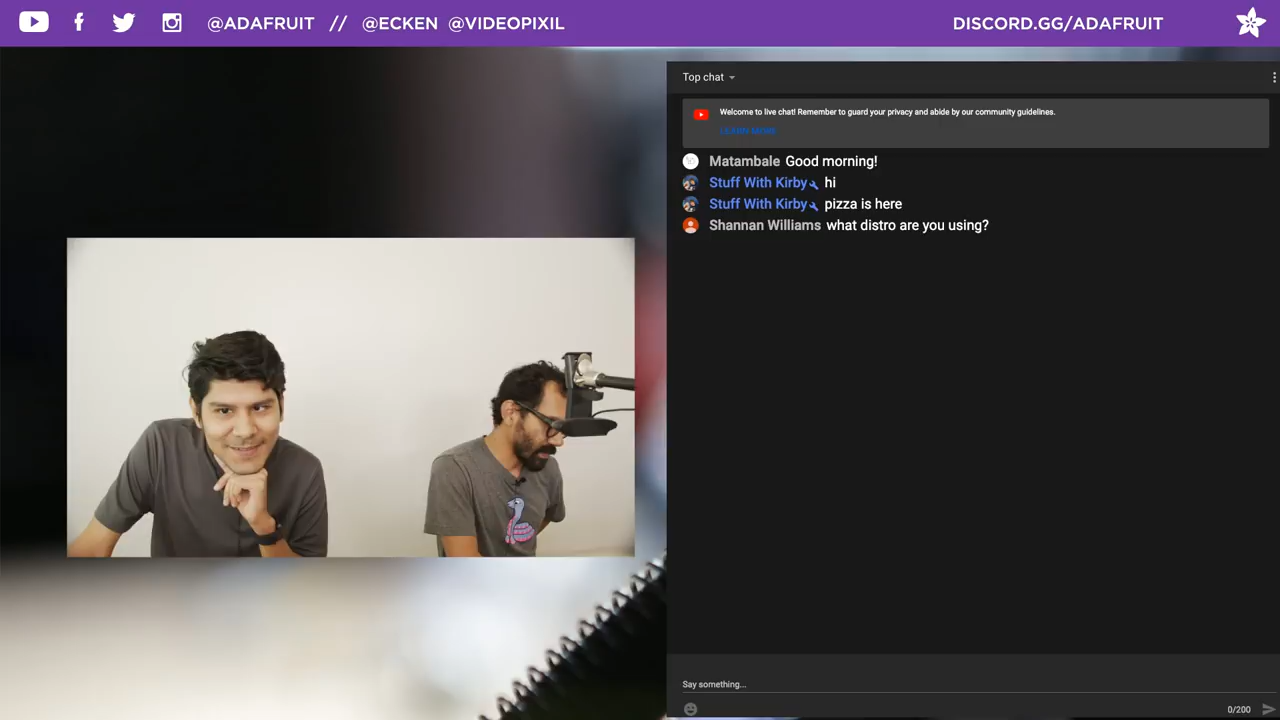 @ADAFRUIT // @ECKEN @VIDEOPIXIL
DISCORD.GG/ADAFRUIT
Top chat
Welcome to live chat! Remember to guard your privacy and abide by our community guidelines.
LEARN MORE
Matambale Good morning!
Stuff With Kirby hi
Stuff With Kirby pizza is here
Shannan Williams what distro are you using?
Say something...
0/200